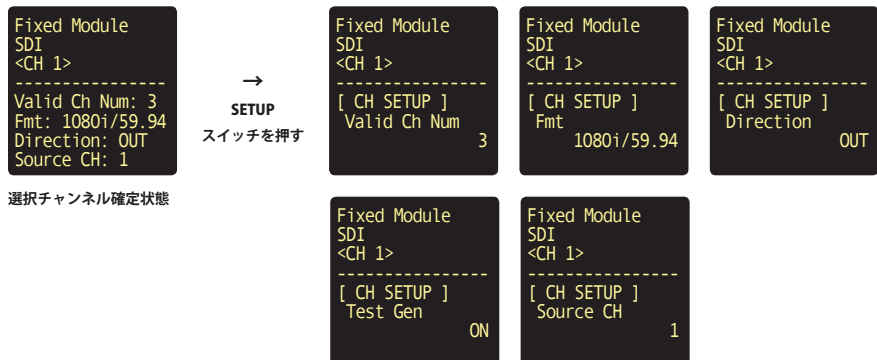 Fixed Module
SDI
<CH 1>
----------------
Valid Ch Num: 3
Fmt: 1080i/59.94
Direction: OUT
Source CH: 1
選択チャンネル確定状態
→
SETUP
スイッチを押す
Fixed Module
SDI
<CH 1>
----------------
[ CH SETUP ]
Valid Ch Num
3
Fixed Module
SDI
<CH 1>
----------------
[ CH SETUP ]
Fmt
1080i/59.94
Fixed Module
SDI
<CH 1>
----------------
[ CH SETUP ]
Direction
OUT
Fixed Module
SDI
<CH 1>
----------------
[ CH SETUP ]
Test Gen
ON
Fixed Module
SDI
<CH 1>
----------------
[ CH SETUP ]
Source CH
1